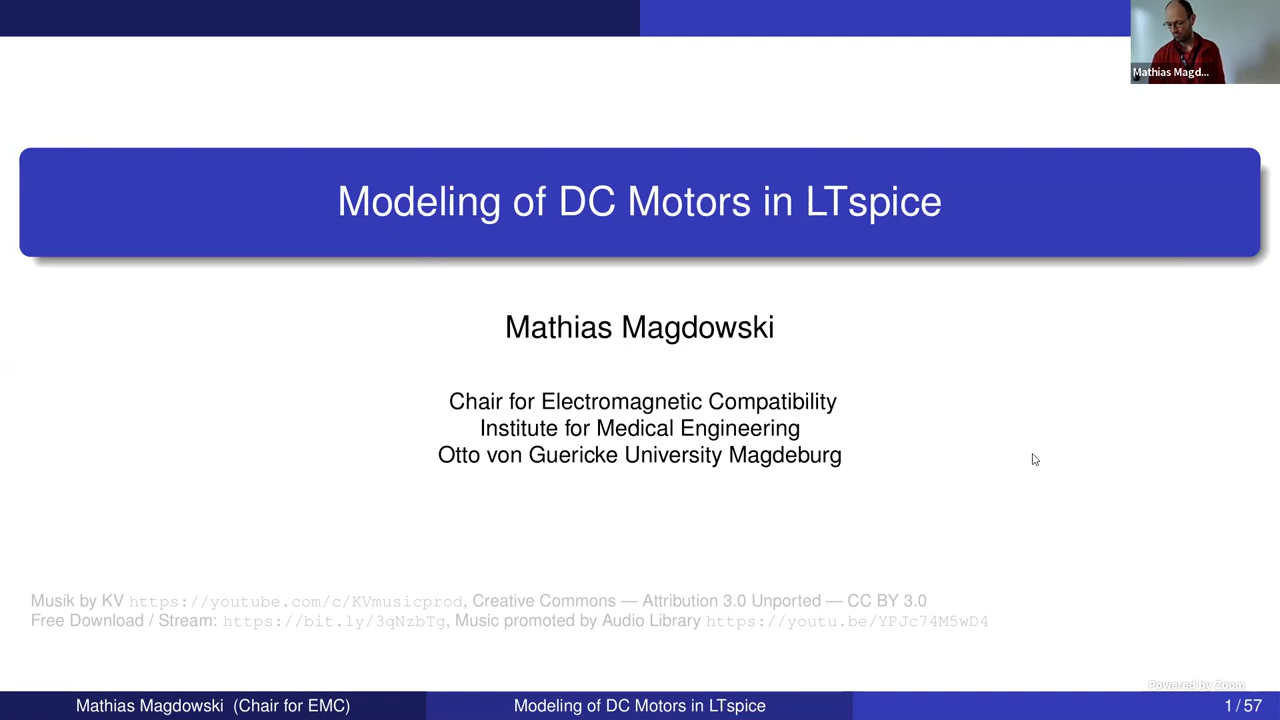 Mathias Magd...
Modeling of DC Motors in LTspice
Mathias Magdowski
Chair for Electromagnetic Compatibility
Institute for Medical Engineering
Otto von Guericke University Magdeburg
Musik by KV https://youtube.com/c/KVmusicprod, Creative Commons — Attribution 3.0 Unported — CC BY 3.0
Free Download / Stream: https://bit.ly/3qNzbTg, Music promoted by Audio Library https://youtu.be/YPJc74M5wD4
Powered by Zoom
Mathias Magdowski (Chair for EMC)
Modeling of DC Motors in LTspice
1 / 57